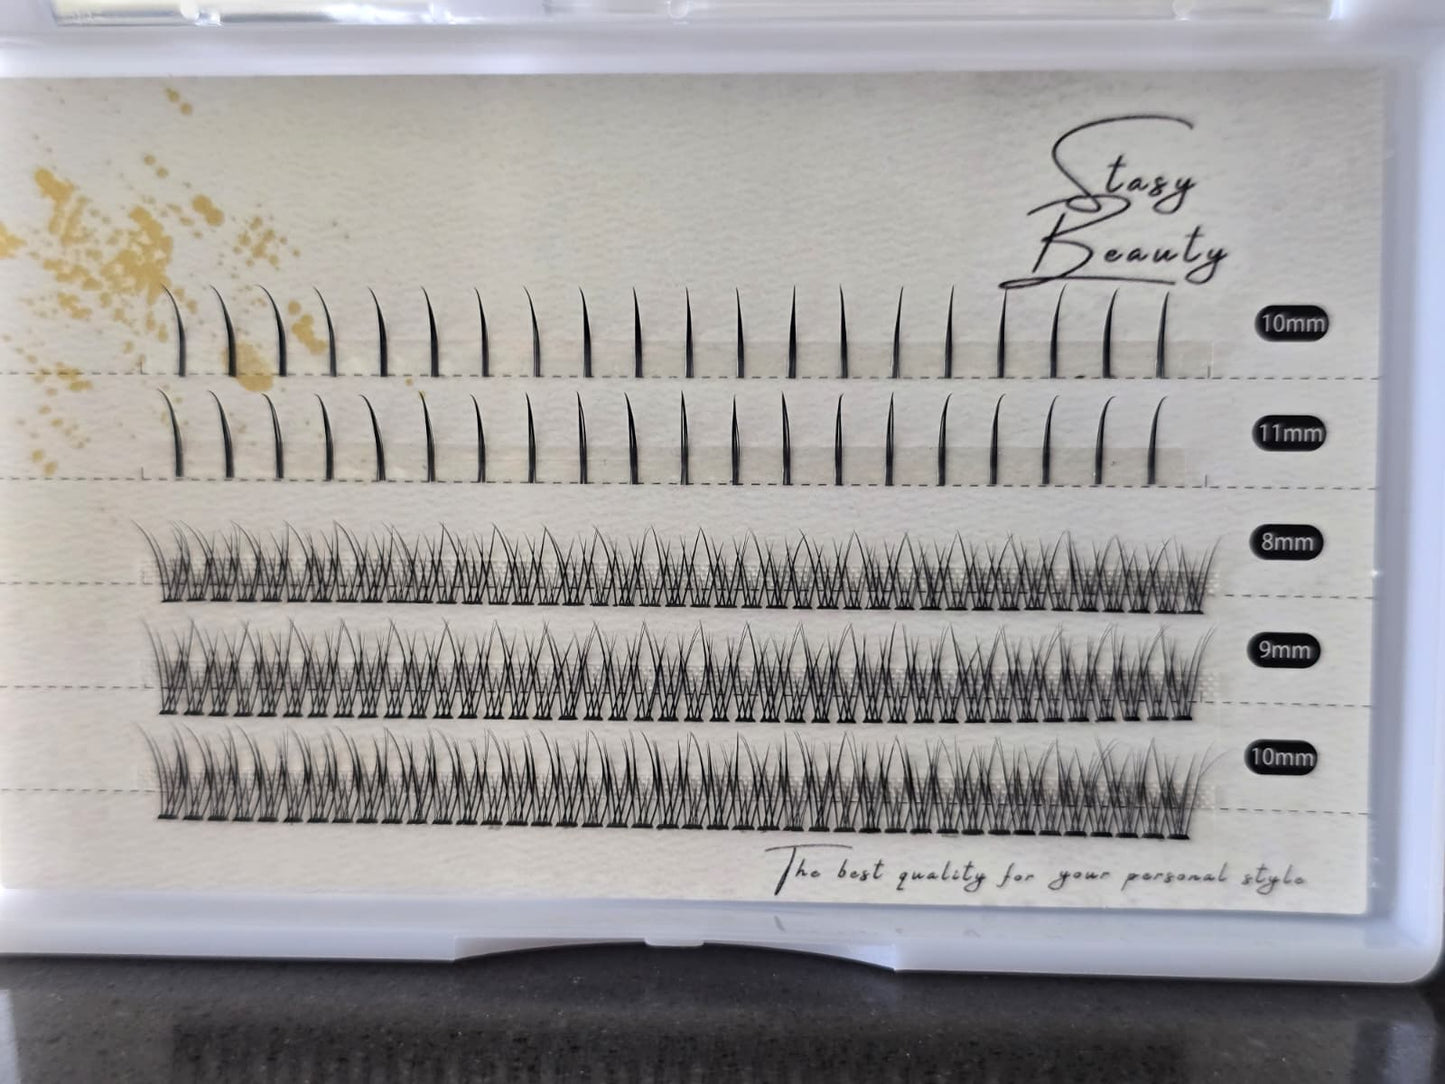 Stasy
Beauty
10mm
11mm
8mm
9mm
10mm
The best quality for your personal style